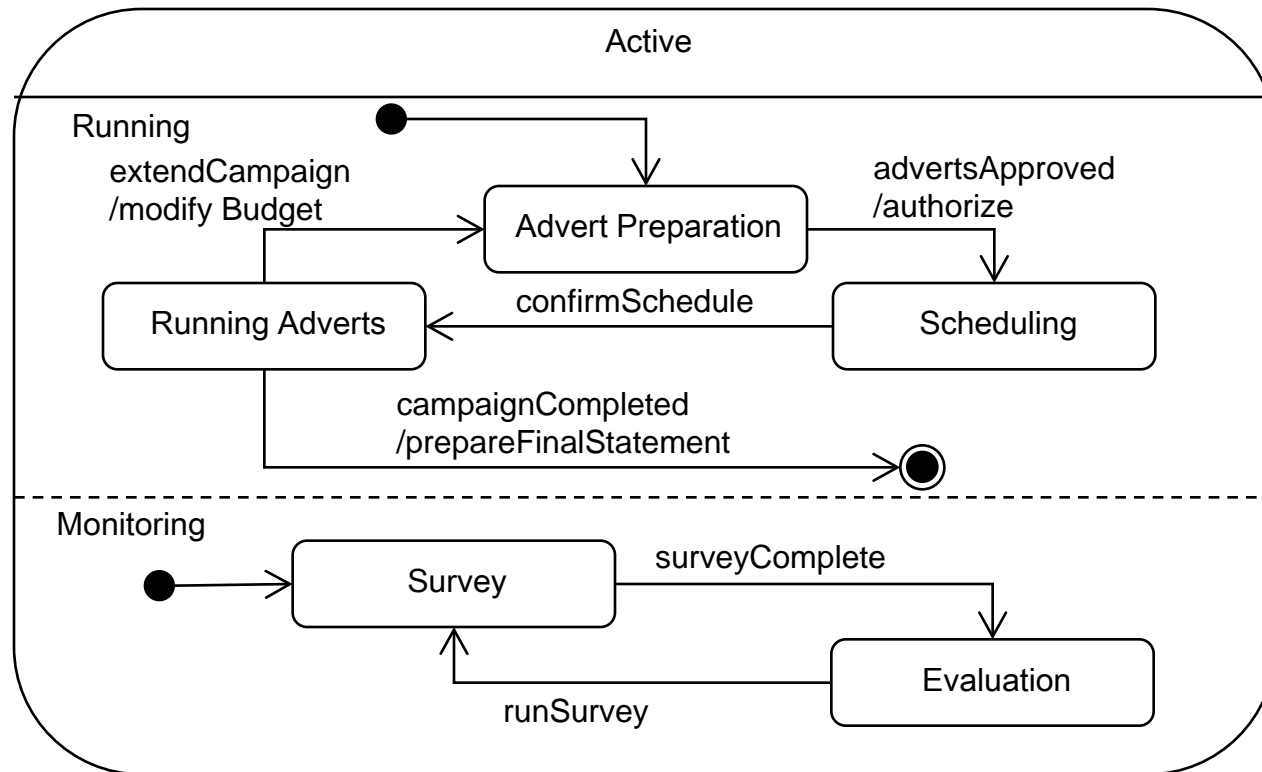 Active
Running
extendCampaign
/modify Budget
advertsApproved
/authorize
Advert Preparation
confirmSchedule
Running Adverts
Scheduling
campaignCompleted
/prepareFinalStatement
Monitoring
Survey
surveyComplete
Evaluation
runSurvey